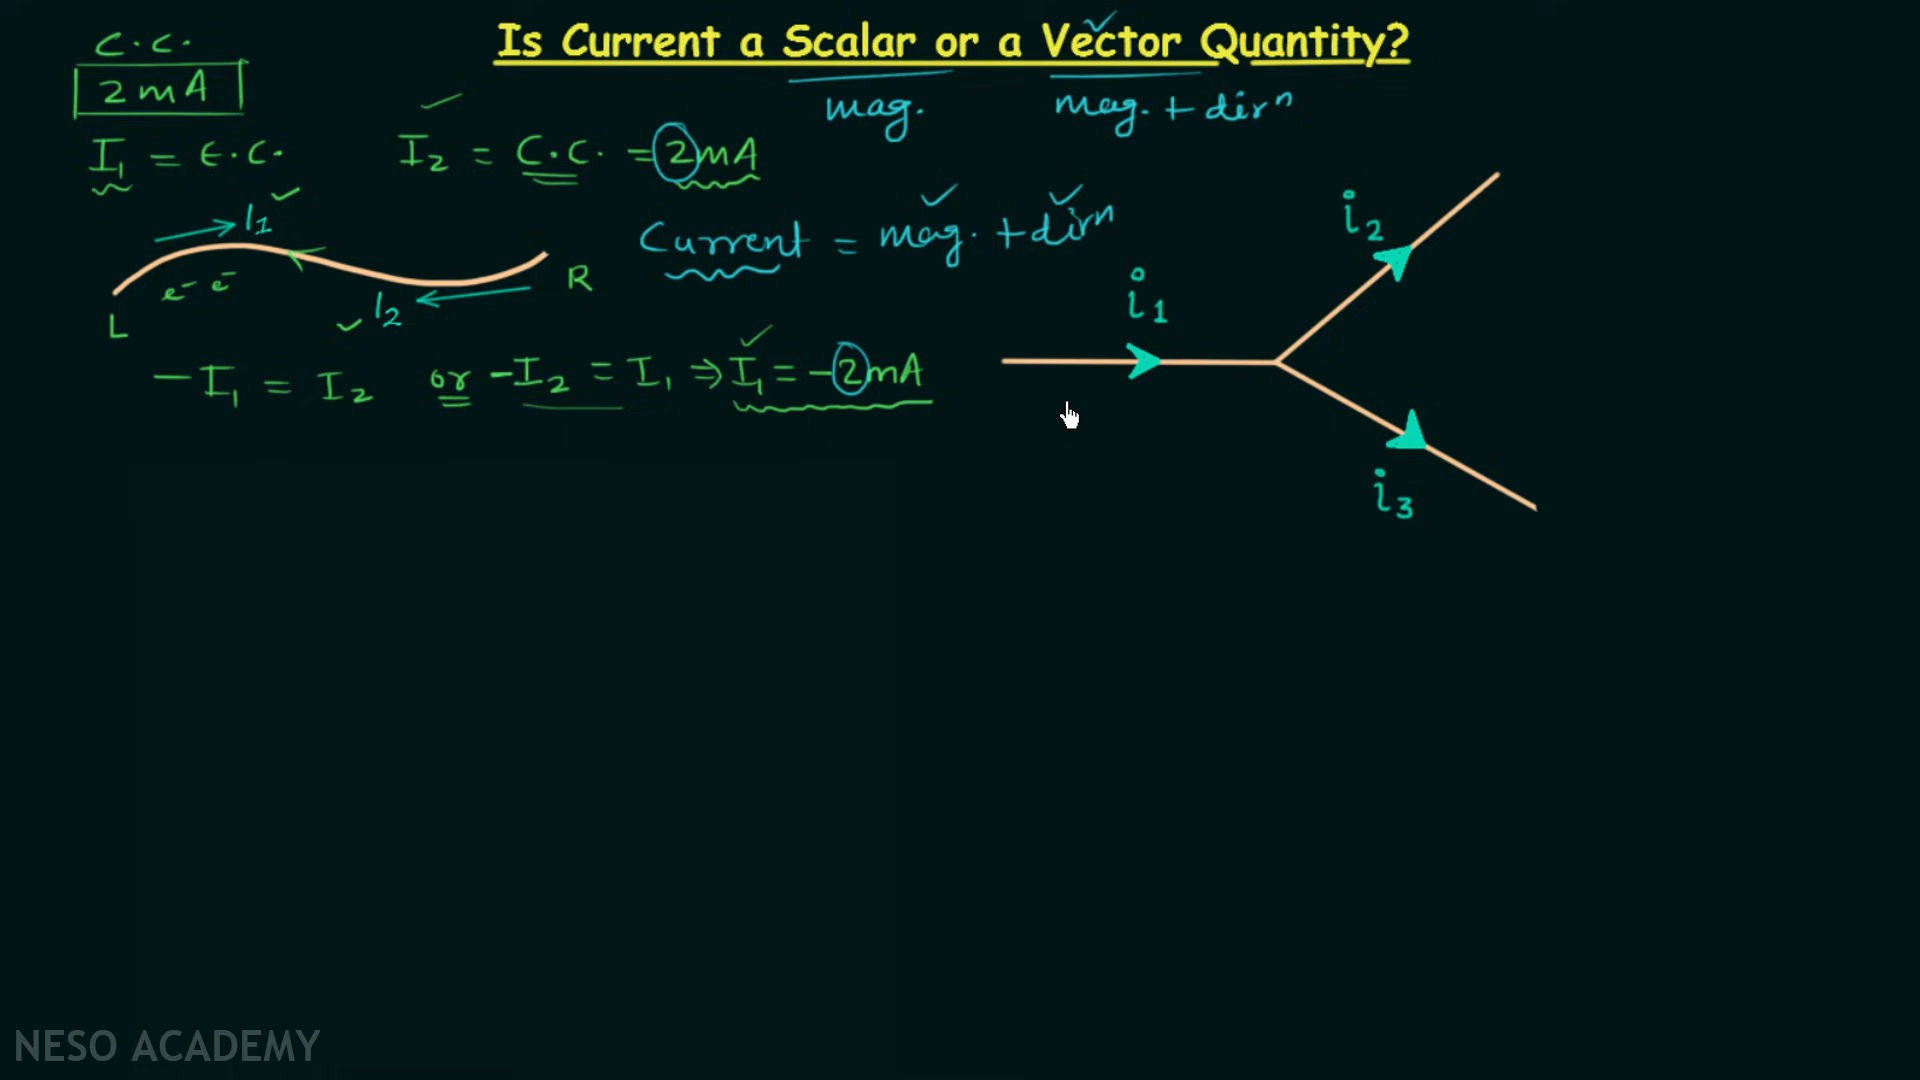 Is Current a Scalar or a Vector Quantity?
C.C.
2mA
mag.
mag. + dirⁿ
I₁ = E.C.
I₂ = C.C. = 2mA
Current = mag. + dirⁿ
I₁
e⁻ e⁻
L
I₂
R
-I₁ = I₂ or -I₂ = I₁ ⇒ I₁ = -2mA
i₁
i₂
i₃
NESO ACADEMY